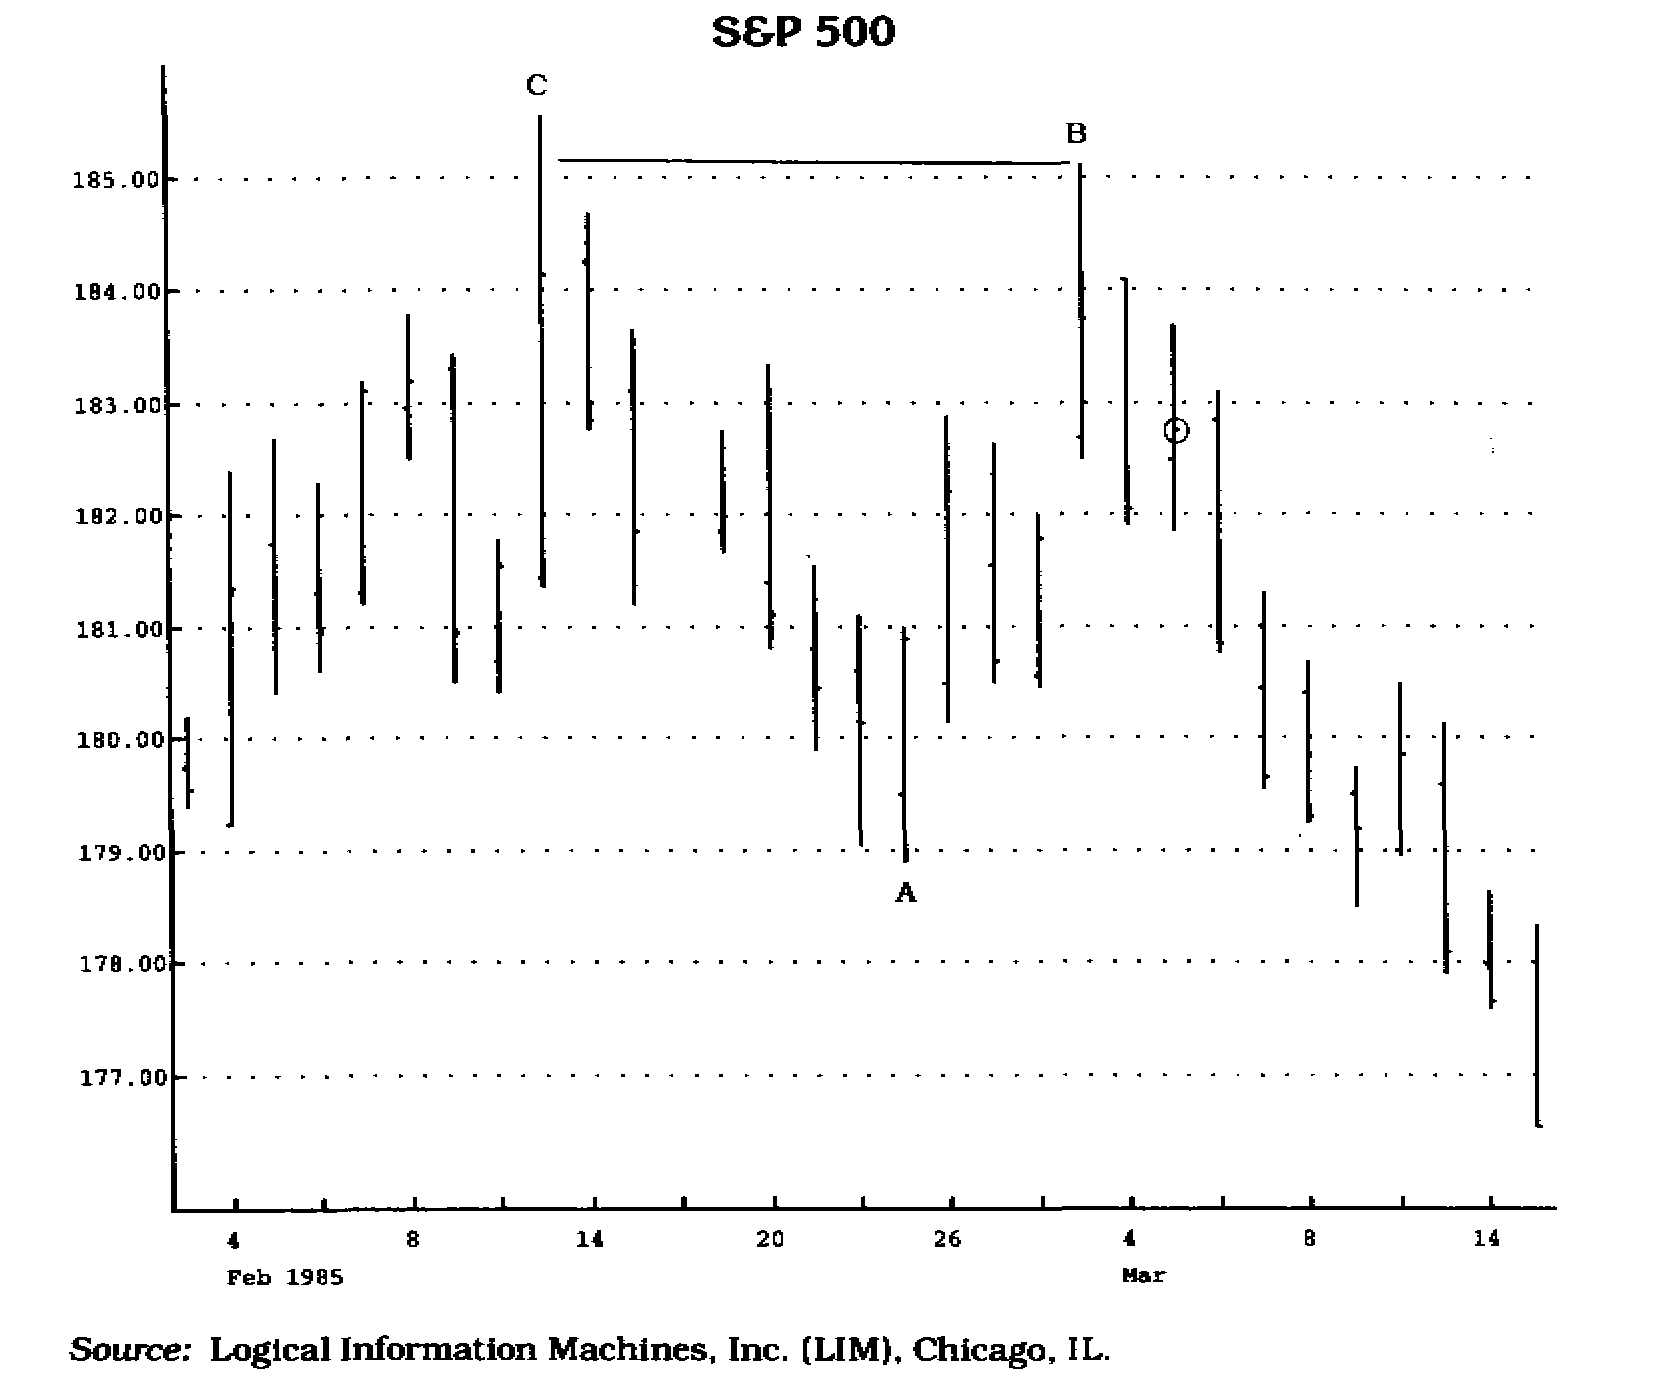 S&P 500
C
B
185.00
184.00
183.00
182.00
181.00
180.00
179.00
A
178.00
177.00
4 8 14 20 26 4 8 14
Feb 1985 Mar
Source: Logical Information Machines, Inc. (LIM), Chicago, IL.